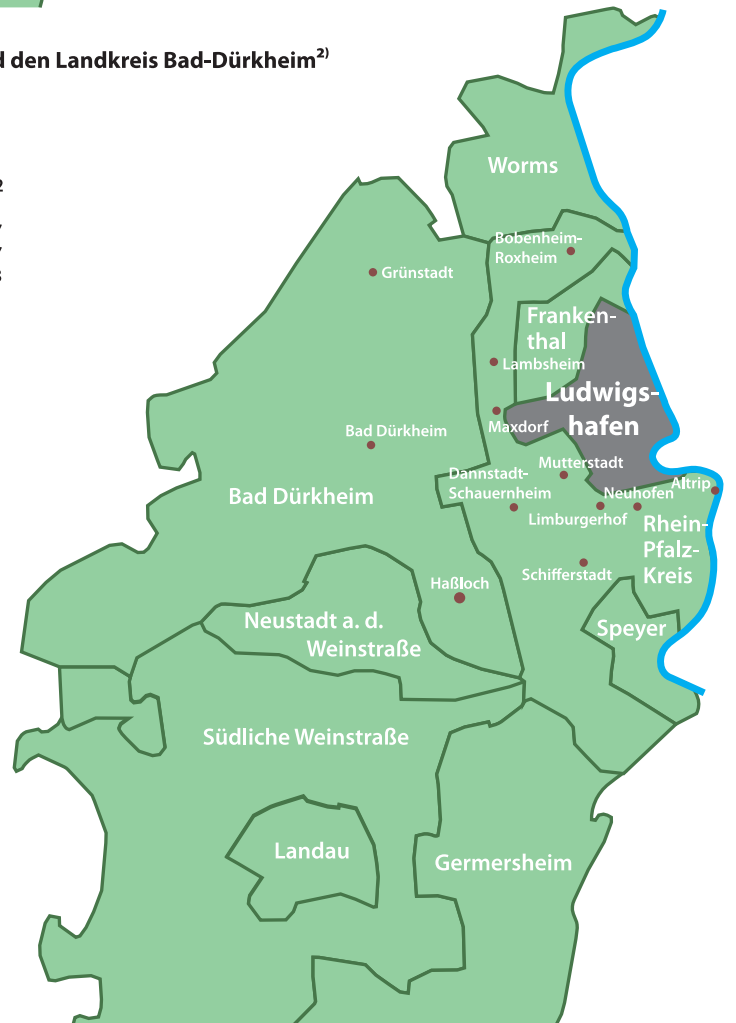 den Landkreis Bad-Dürkheim²⁾
Worms
Bobenheim-
Roxheim
Grünstadt
Franken-
thal
Lambsheim
Ludwigs-
hafen
Maxdorf
Bad Dürkheim
Mutterstadt
Dannstadt-
Schauernheim
Altrip
Neuhofen
Limburgerhof
Bad Dürkheim
Rhein-
Pfalz-
Kreis
Schifferstadt
Haßloch
Neustadt a. d.
Weinstraße
Speyer
Südliche Weinstraße
Landau
Germersheim